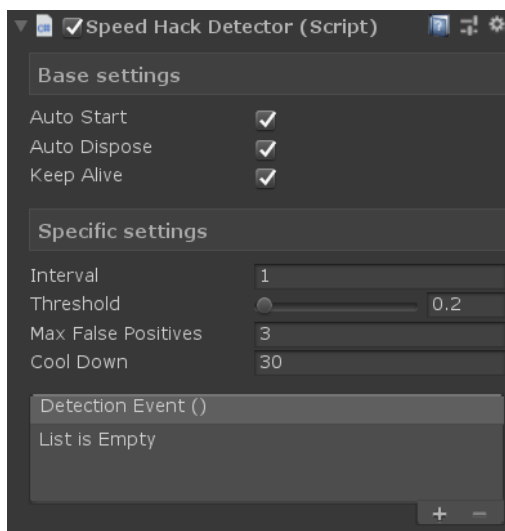 Speed Hack Detector (Script)
Base settings
Auto Start
Auto Dispose
Keep Alive
Specific settings
Interval 1
Threshold 0.2
Max False Positives 3
Cool Down 30
Detection Event ()
List is Empty
+ −